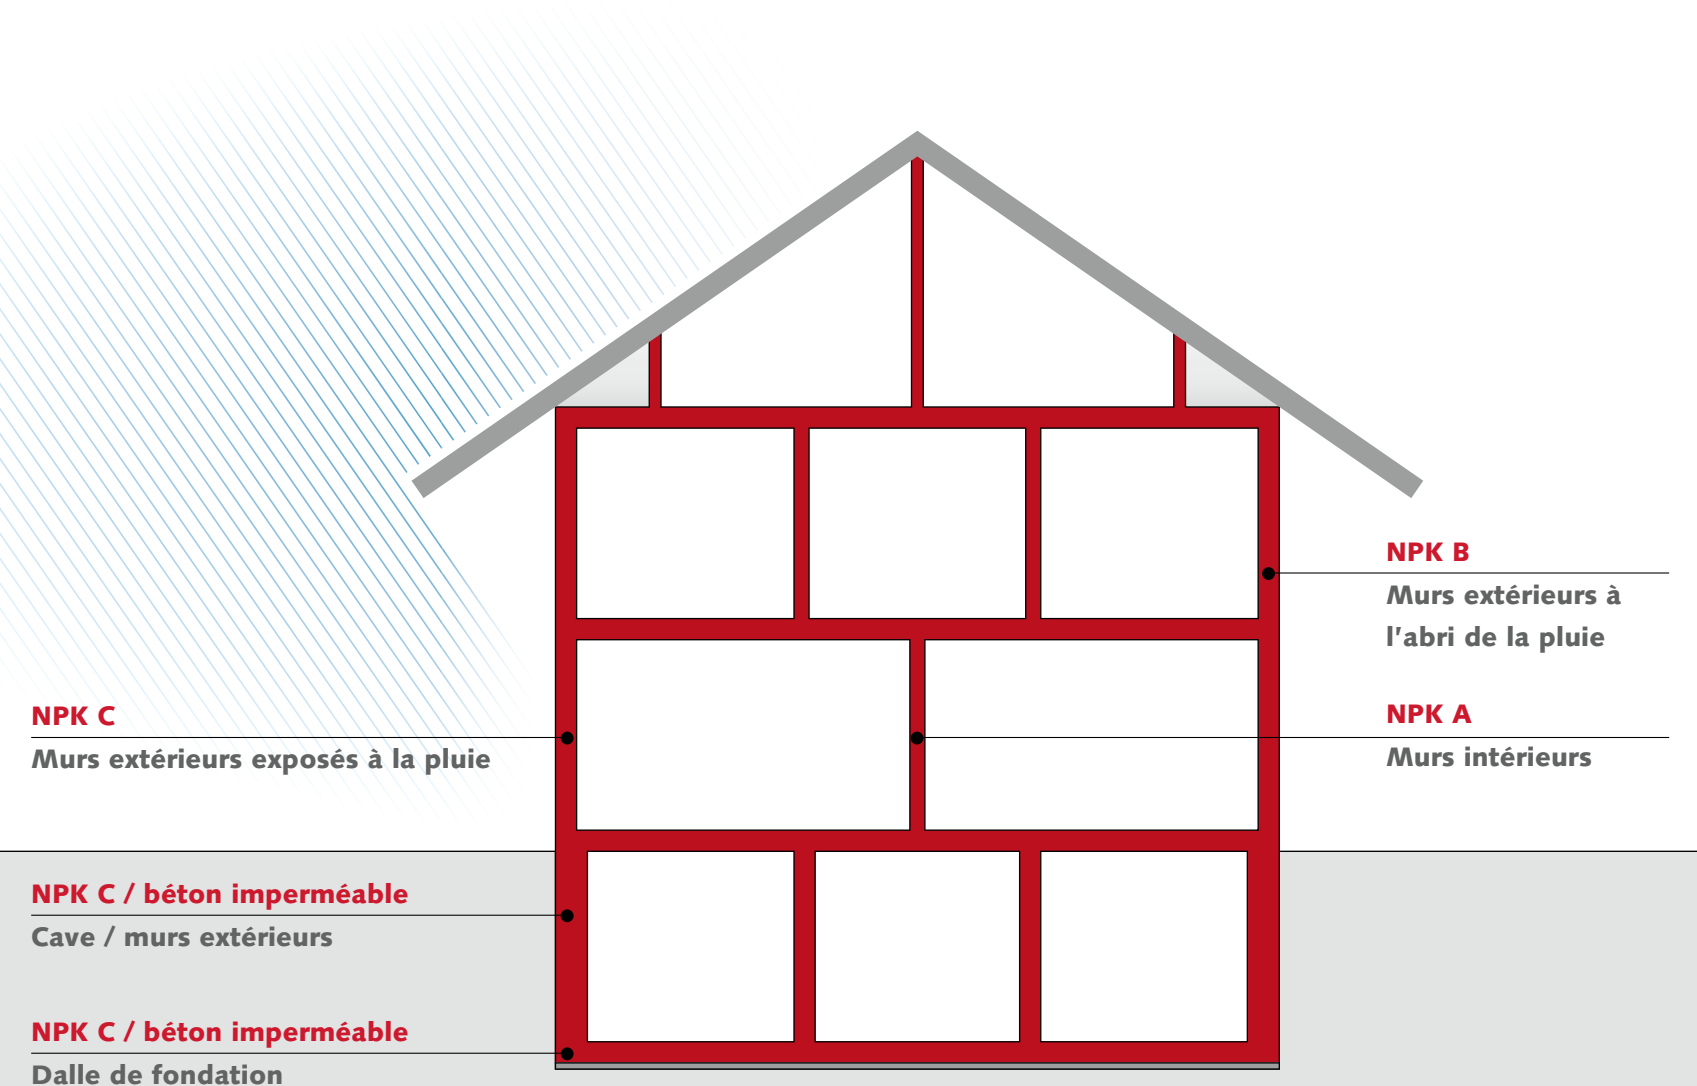 NPK B
Murs extérieurs à
l'abri de la pluie
NPK C
Murs extérieurs exposés à la pluie
NPK A
Murs intérieurs
NPK C / béton imperméable
Cave / murs extérieurs
NPK C / béton imperméable
Dalle de fondation